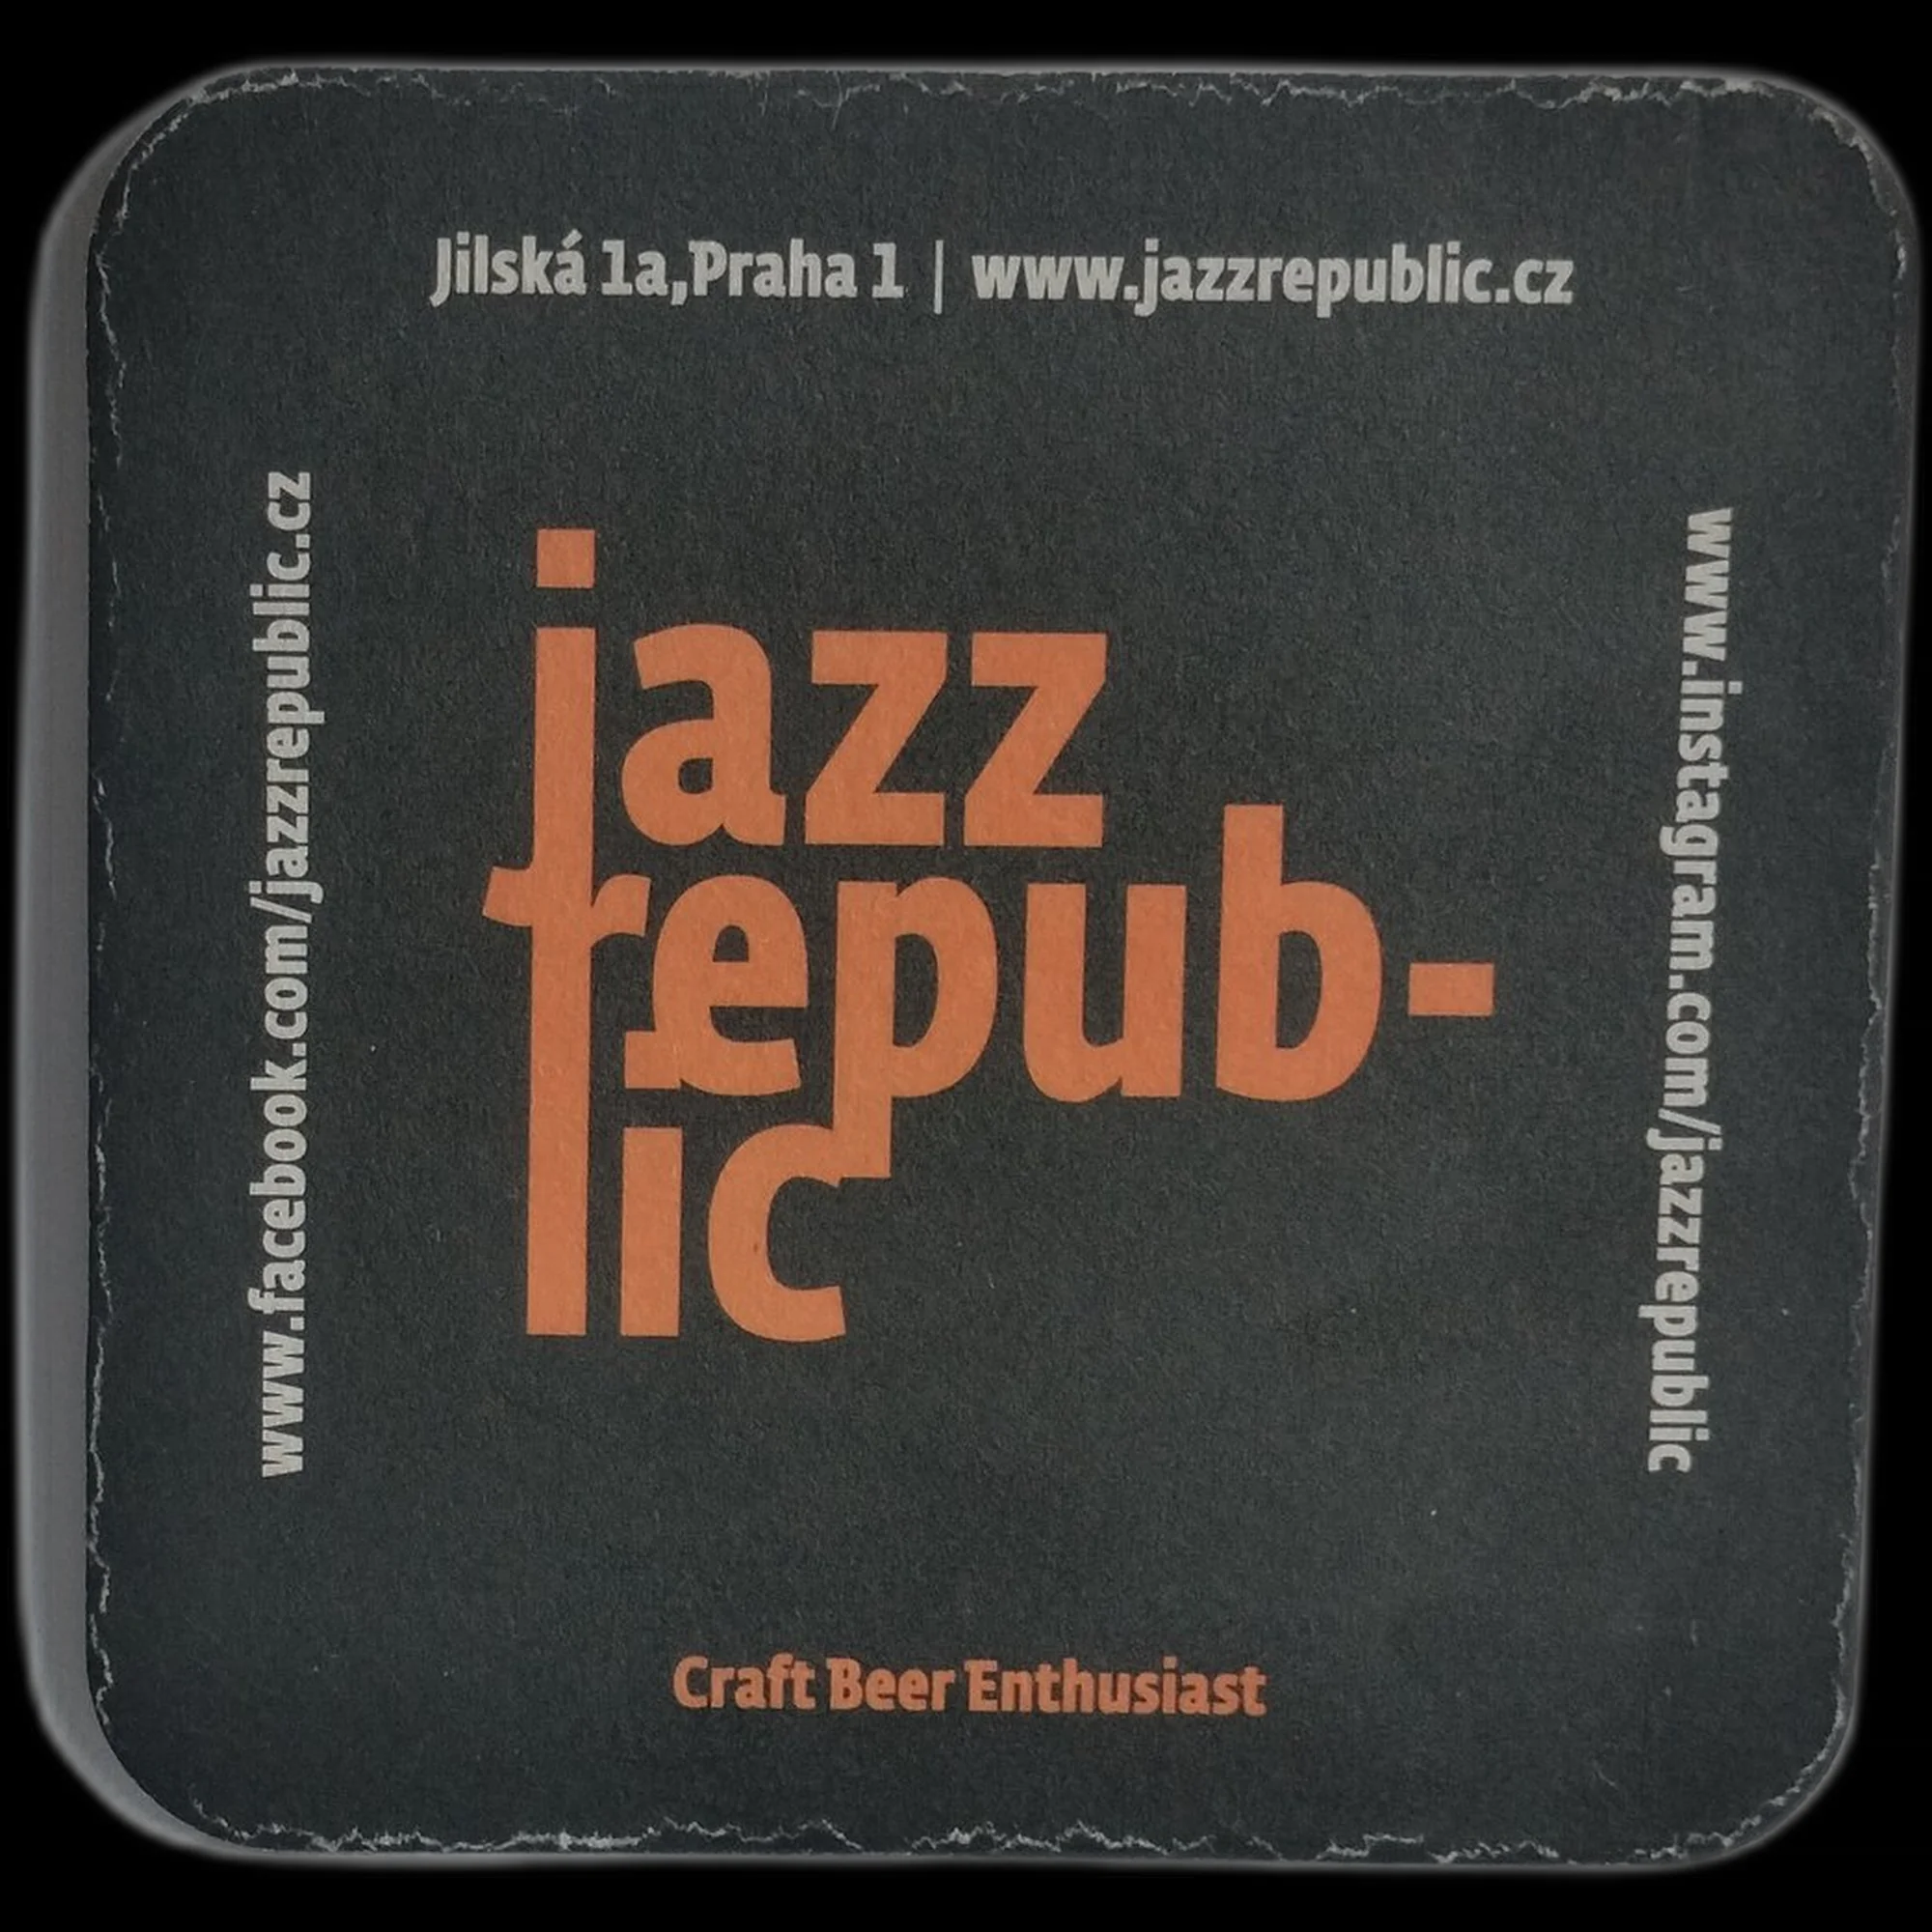 Jilská 1a,Praha 1 | www.jazzrepublic.cz
www.facebook.com/jazzrepublic.cz
jazz
repub-
lic
www.instagram.com/jazzrepublic
Craft Beer Enthusiast